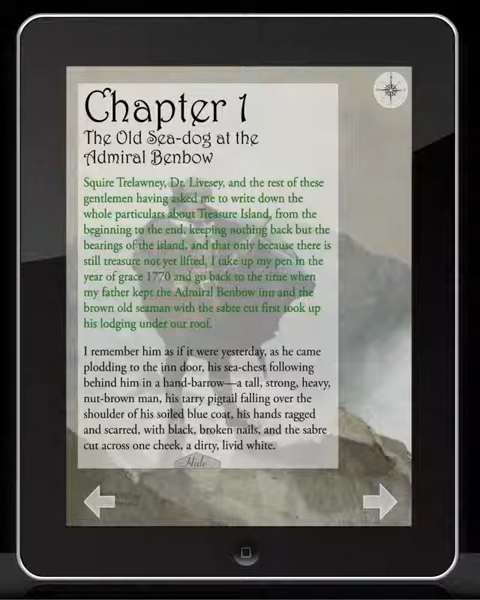 Chapter 1
The Old Sea-dog at the
Admiral Benbow
Squire Trelawney, Dr. Livesey, and the rest of these
gentlemen having asked me to write down the
whole particulars about Treasure Island, from the
beginning to the end, keeping nothing back but the
bearings of the island, and that only because there is
still treasure not yet lifted, I take up my pen in the
year of grace 1770 and go back to the time when
my father kept the Admiral Benbow inn and the
brown old seaman with the sabre cut first took up
his lodging under our roof.
I remember him as if it were yesterday, as he came
plodding to the inn door, his sea-chest following
behind him in a hand-barrow—a tall, strong, heavy,
nut-brown man, his tarry pigtail falling over the
shoulder of his soiled blue coat, his hands ragged
and scarred, with black, broken nails, and the sabre
cut across one cheek, a dirty, livid white.
Hide